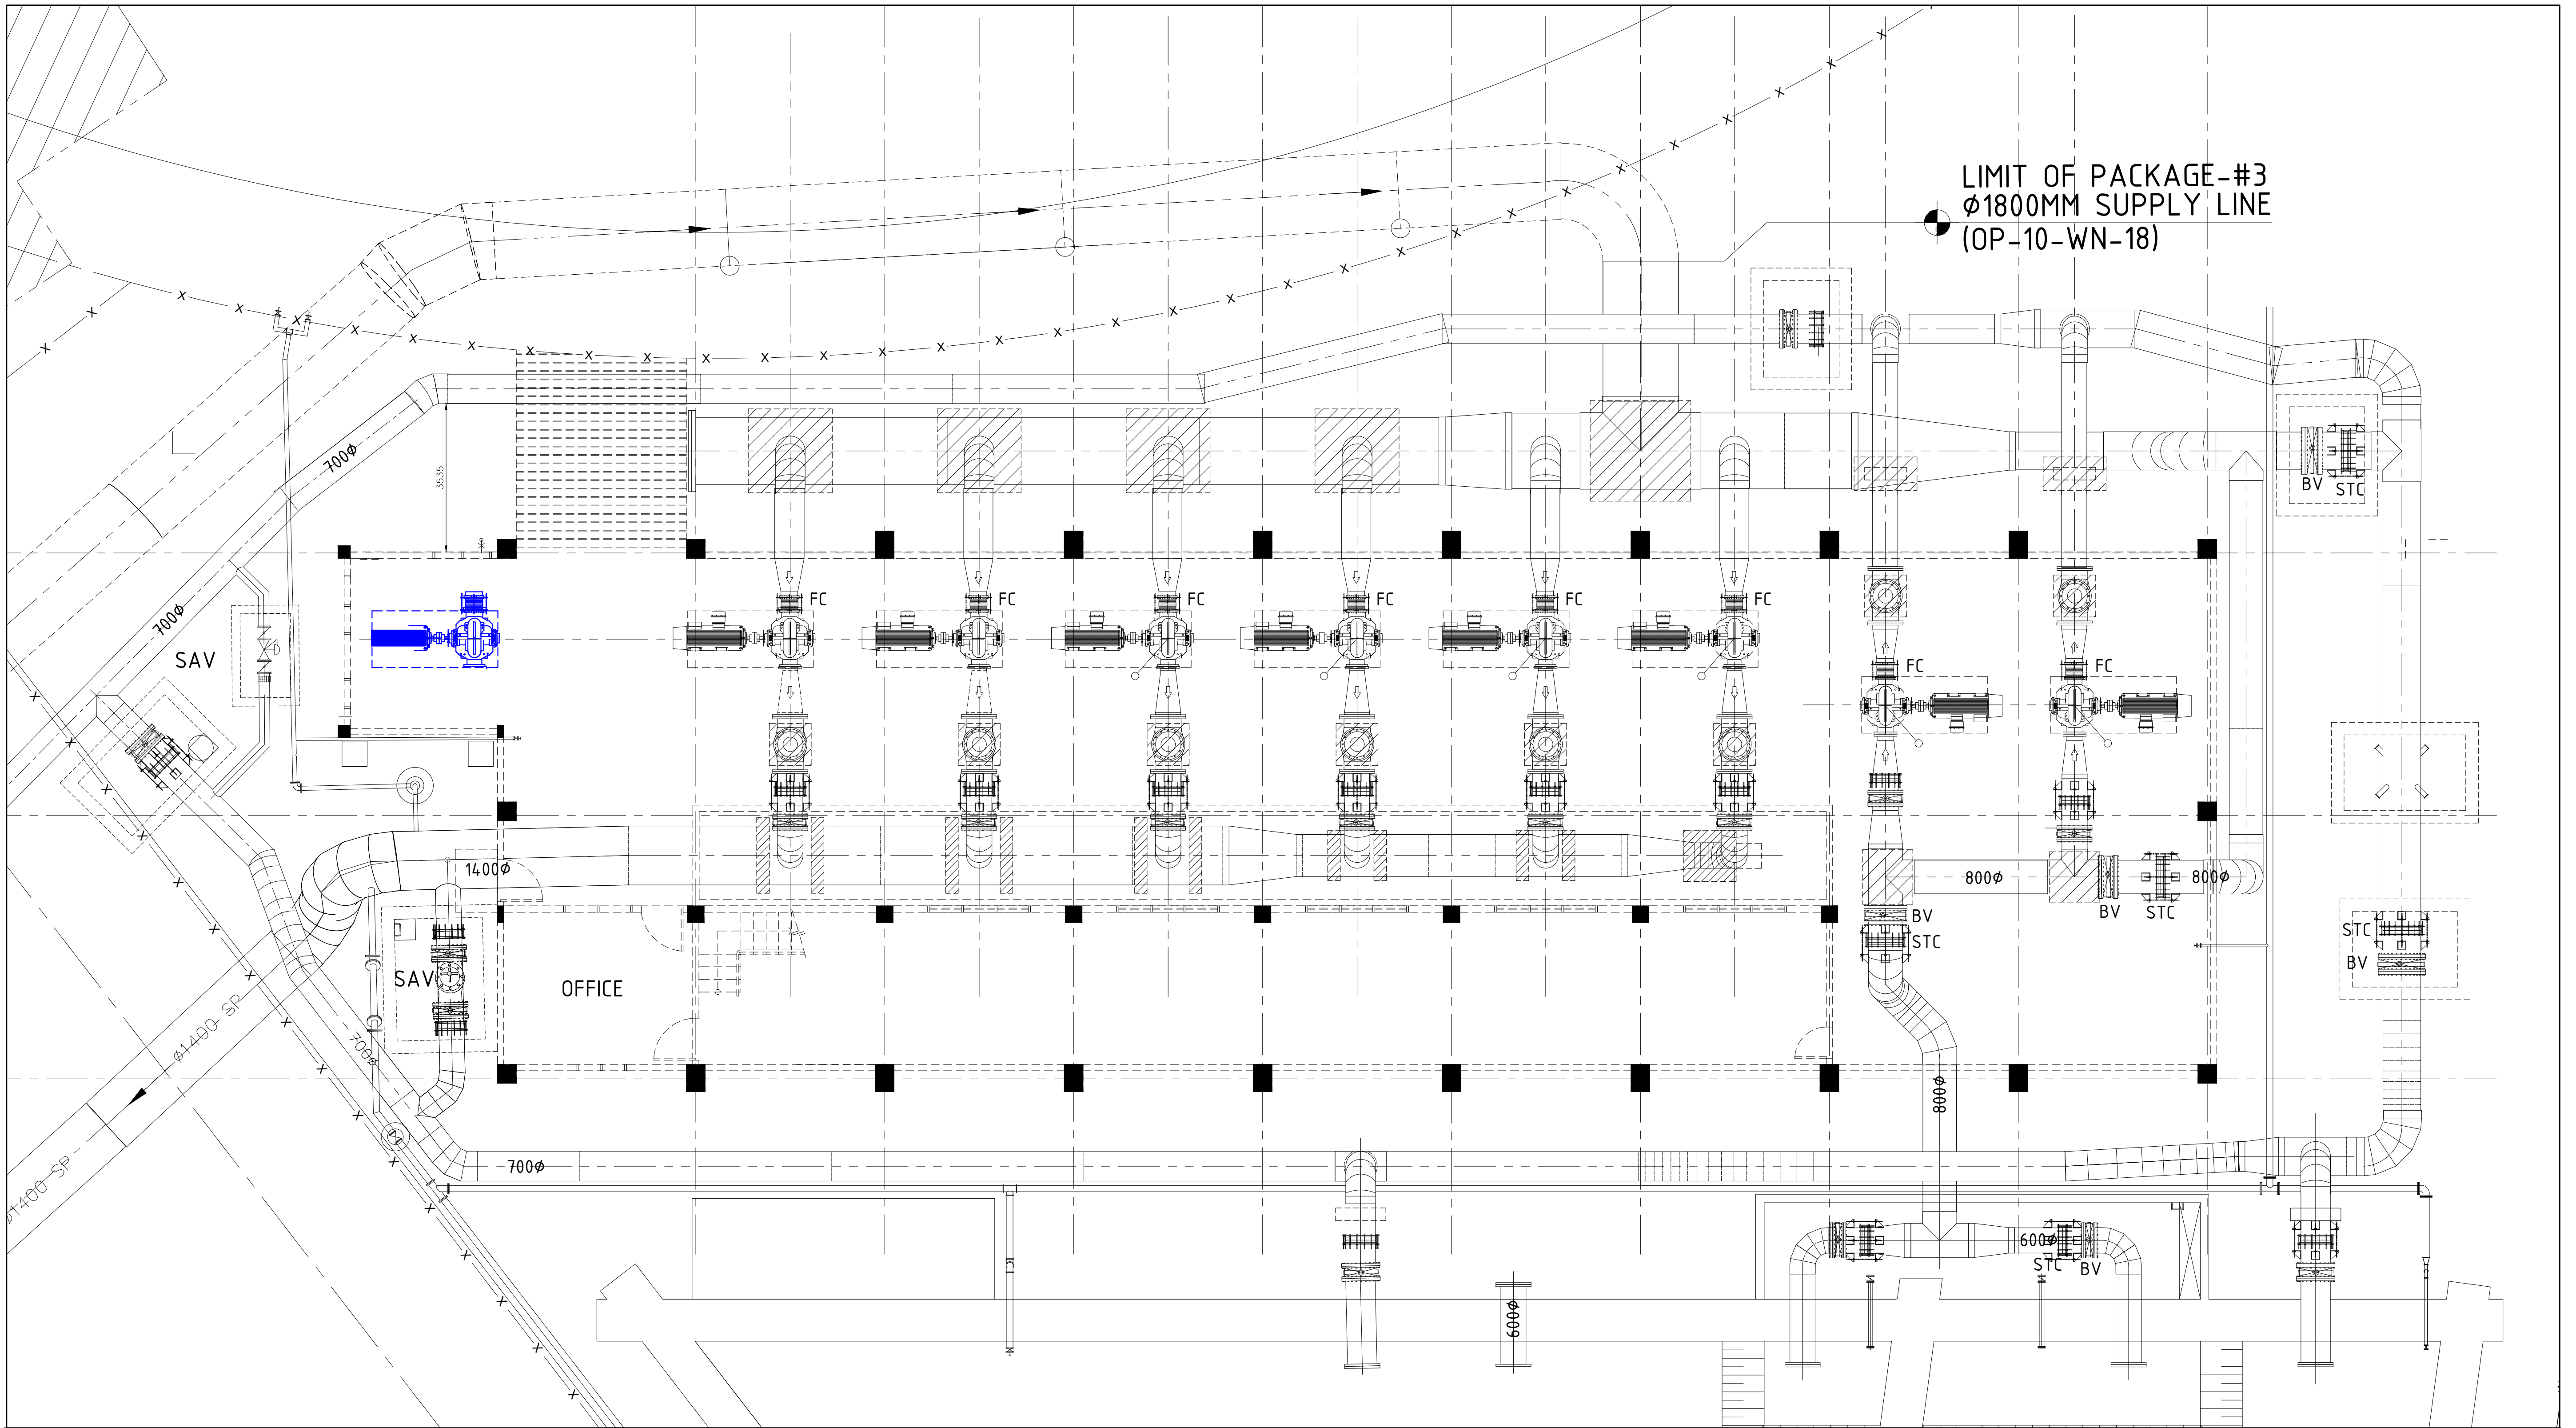 LIMIT OF PACKAGE-#3
Ø1800MM SUPPLY LINE
(OP-10-WN-18)
700Ø
3535
BV
STC
700Ø
SAV
FC
FC
FC
FC
FC
FC
FC
FC
1400Ø
800Ø
800Ø
BV
BV
STC
STC
STC
BV
SAV
OFFICE
Ø1400 SP
700Ø
800Ø
Ø1400 SP
700Ø
600Ø
STC
BV
600Ø